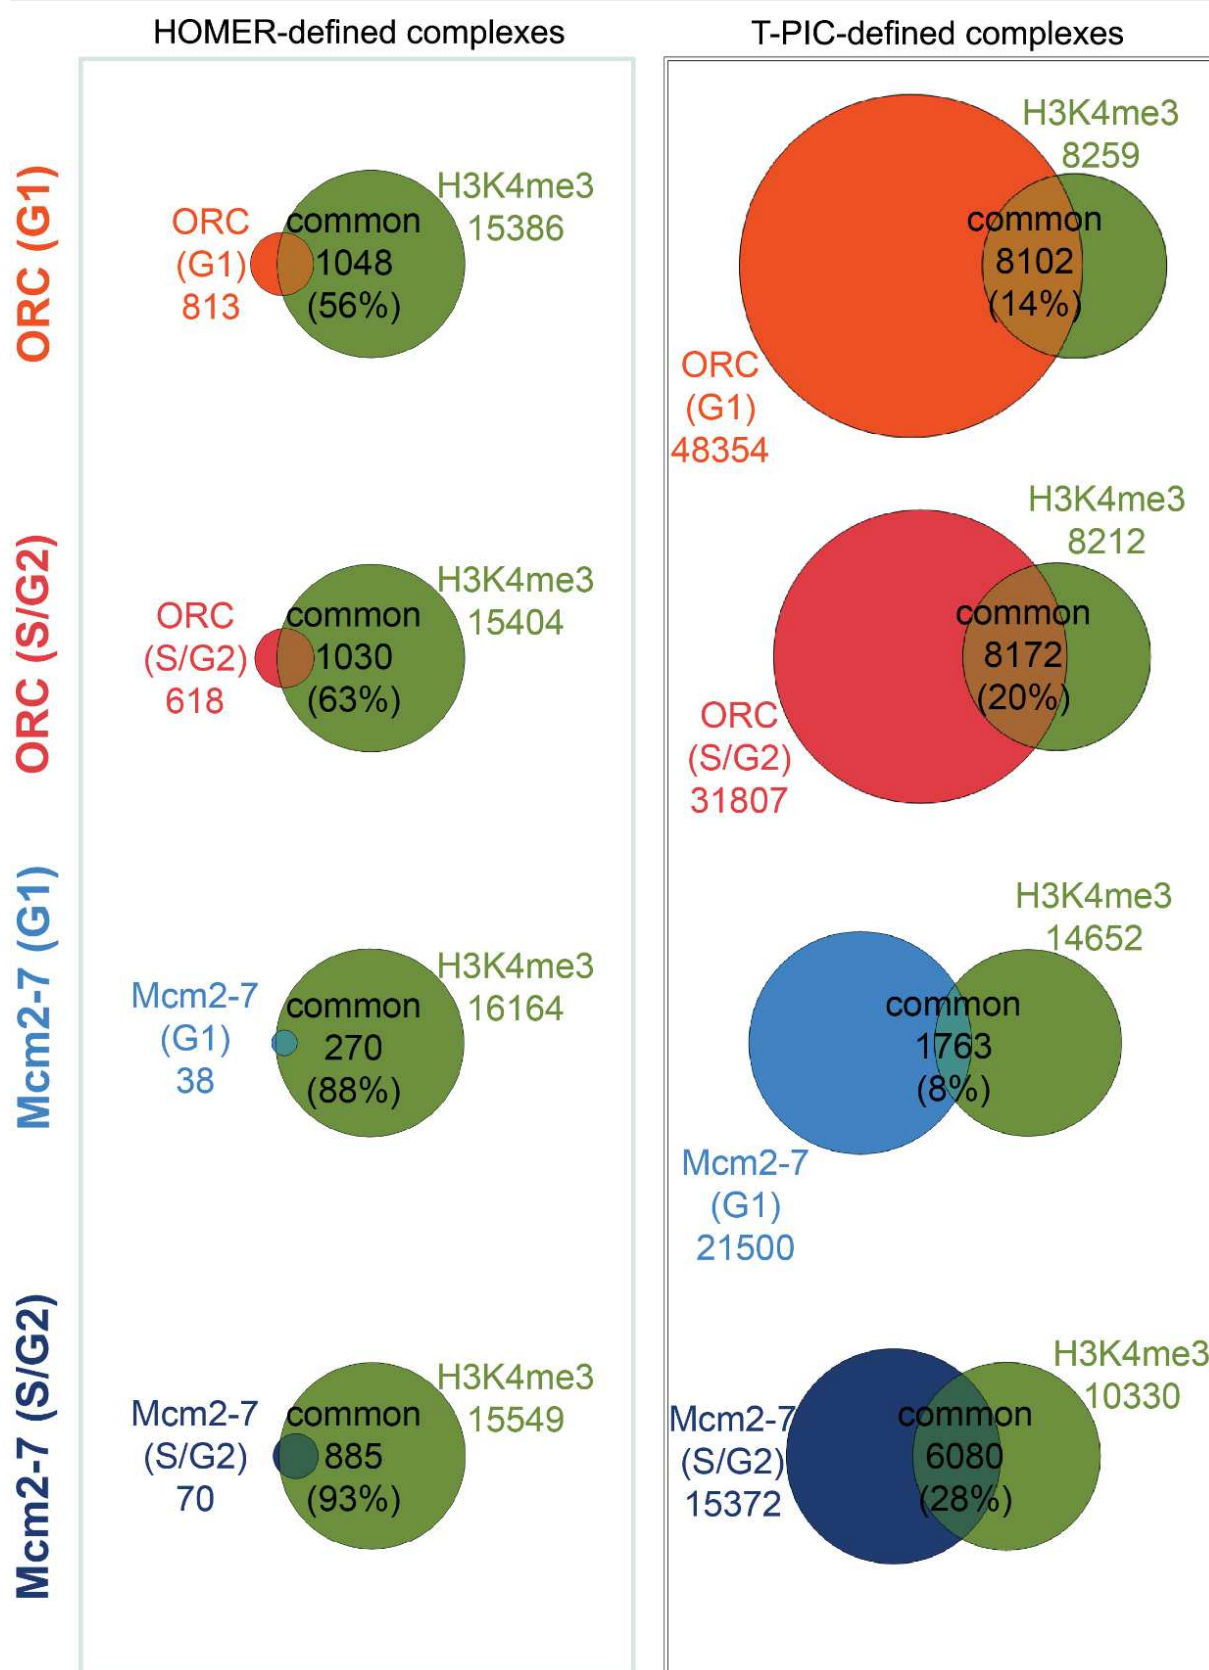 HOMER-defined complexes
T-PIC-defined complexes
ORC (G1)
ORC
(G1)
813
common
1048
(56%)
H3K4me3
15386
ORC
(G1)
48354
common
8102
(14%)
H3K4me3
8259
ORC (S/G2)
ORC
(S/G2)
618
common
1030
(63%)
H3K4me3
15404
ORC
(S/G2)
31807
common
8172
(20%)
H3K4me3
8212
Mcm2-7 (G1)
Mcm2-7
(G1)
38
common
270
(88%)
H3K4me3
16164
Mcm2-7
(G1)
21500
common
1763
(8%)
H3K4me3
14652
Mcm2-7 (S/G2)
Mcm2-7
(S/G2)
70
common
885
(93%)
H3K4me3
15549
Mcm2-7
(S/G2)
15372
common
6080
(28%)
H3K4me3
10330